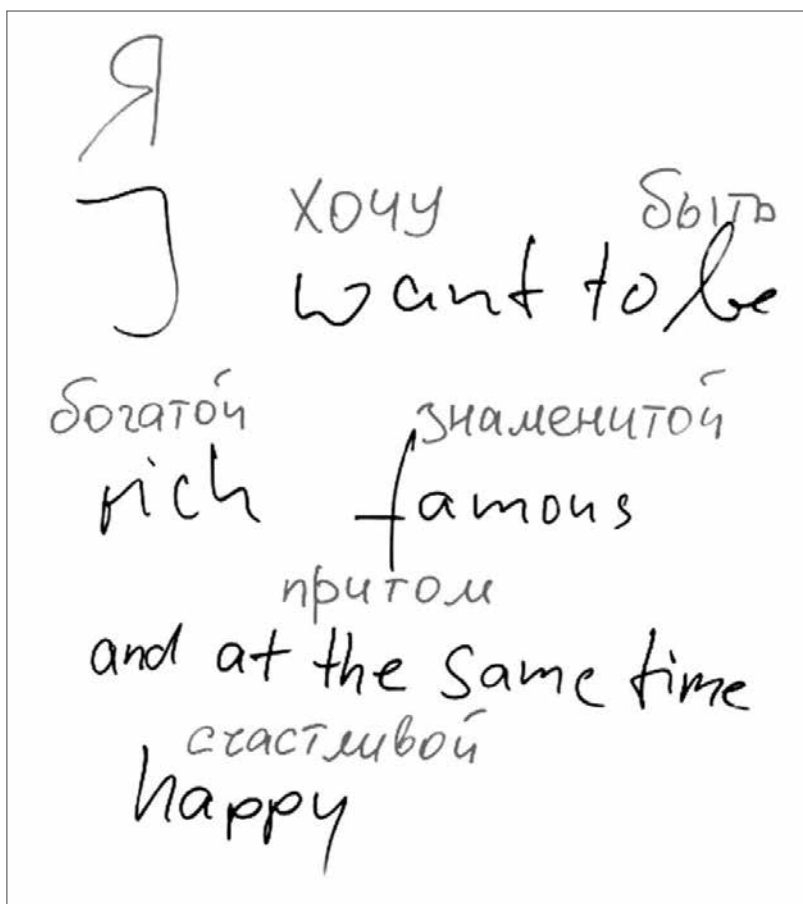 Я
I
хочу быть
want to be
богатой знаменитой
rich famous
притом
and at the same time
счастливой
happy